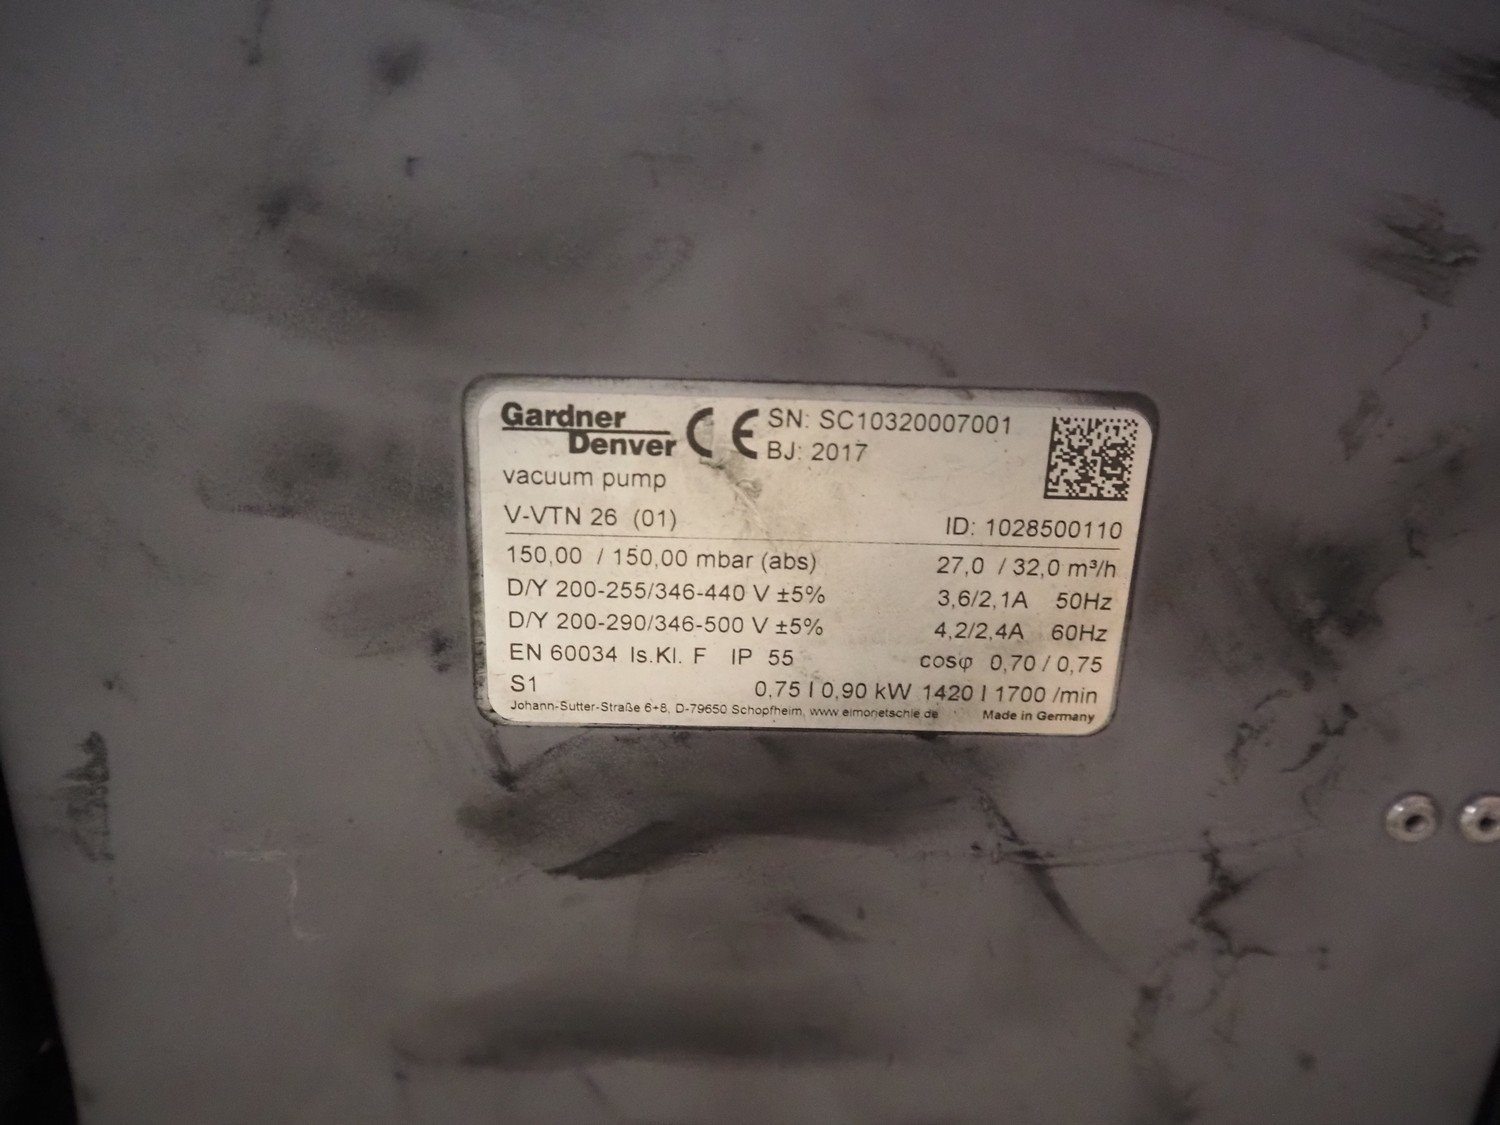 Gardner
Denver
CE
SN: SC10320007001
BJ: 2017
vacuum pump
V-VTN 26 (01)
ID: 1028500110
150,00 / 150,00 mbar (abs) 27,0 / 32,0 m³/h
D/Y 200-255/346-440 V ±5% 3,6/2,1A 50Hz
D/Y 200-290/346-500 V ±5% 4,2/2,4A 60Hz
EN 60034 Is.Kl. F IP 55 cosφ 0,70 / 0,75
S1 0,75 I 0,90 kW 1420 I 1700 /min
Johann-Sutter-Straße 6+8, D-79650 Schopfheim, www.elmorietschle.de Made in Germany